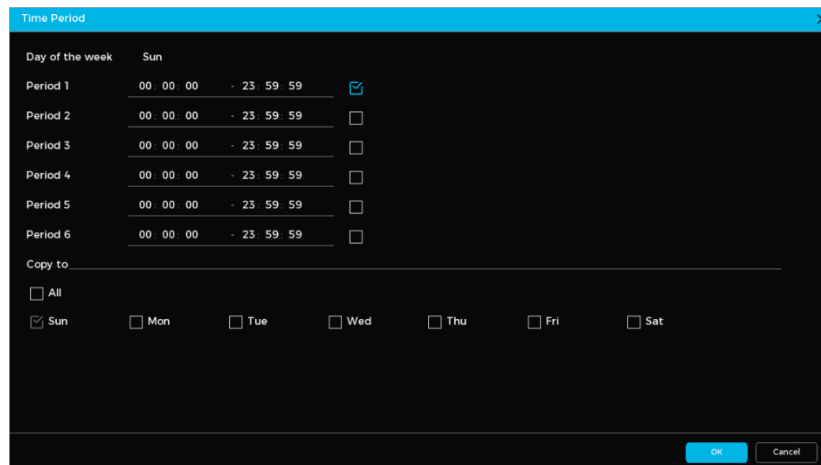 Time Period
Day of the week Sun
Period 1 00: 00: 00 - 23: 59: 59
Period 2 00: 00: 00 - 23: 59: 59
Period 3 00: 00: 00 - 23: 59: 59
Period 4 00: 00: 00 - 23: 59: 59
Period 5 00: 00: 00 - 23: 59: 59
Period 6 00: 00: 00 - 23: 59: 59
Copy to
All
Sun Mon Tue Wed Thu Fri Sat
OK Cancel